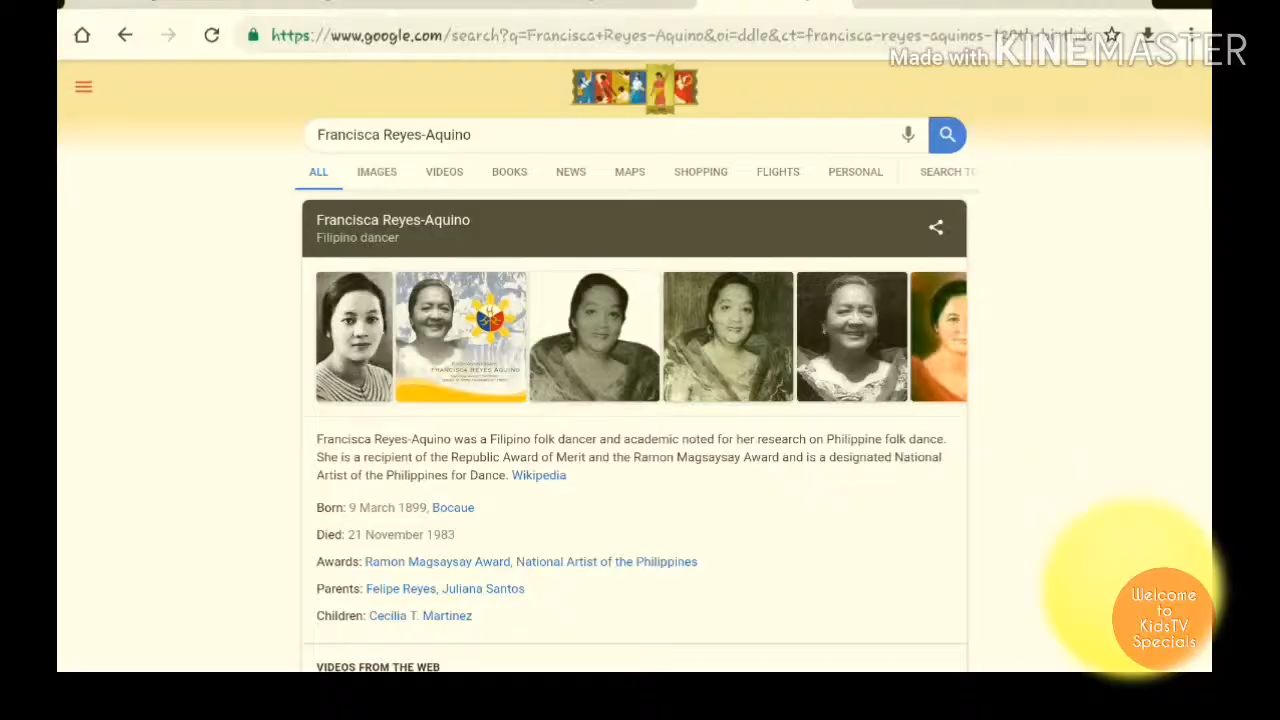 https://www.google.com/search?q=Francisca+Reyes-Aquino&oi=ddle&ct=francisca-reyes-aquinos-120th-birthda
Made with KINEMASTER
Francisca Reyes-Aquino
ALL IMAGES VIDEOS BOOKS NEWS MAPS SHOPPING FLIGHTS PERSONAL SEARCH TO
Francisca Reyes-Aquino
Filipino dancer
FRANCISCA REYES AQUINO
Francisca Reyes-Aquino was a Filipino folk dancer and academic noted for her research on Philippine folk dance.
She is a recipient of the Republic Award of Merit and the Ramon Magsaysay Award and is a designated National
Artist of the Philippines for Dance. Wikipedia
Born: 9 March 1899, Bocaue
Died: 21 November 1983
Awards: Ramon Magsaysay Award, National Artist of the Philippines
Parents: Felipe Reyes, Juliana Santos
Children: Cecilia T. Martinez
VIDEOS FROM THE WEB
Welcome
to
KidsTV
Specials